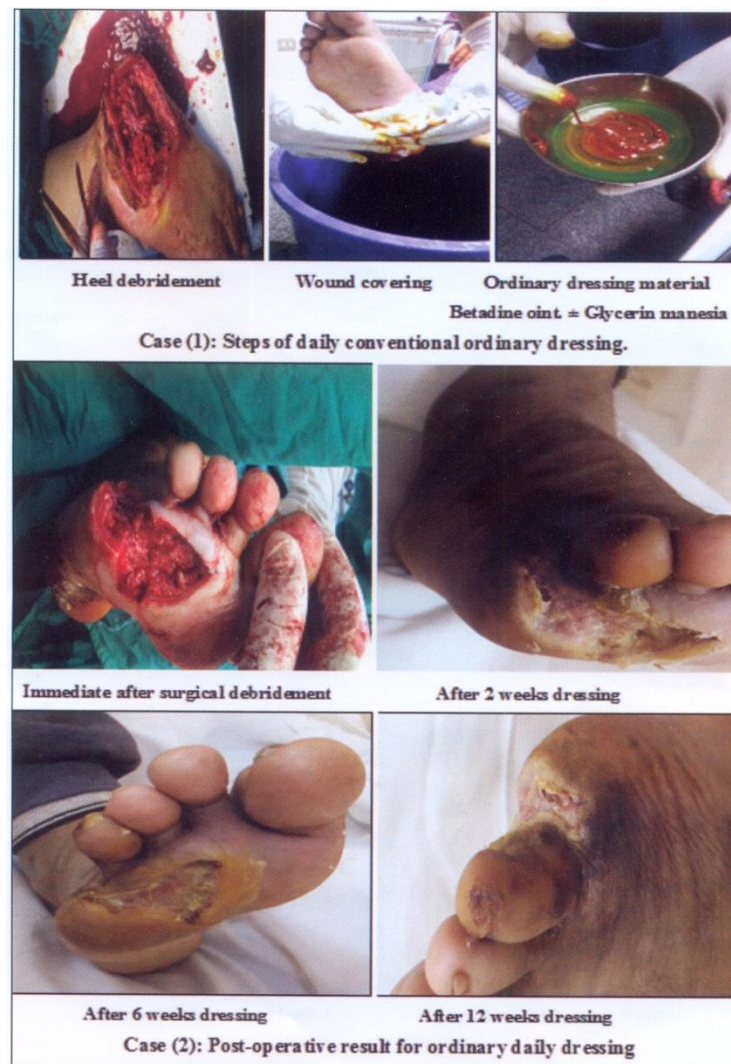 Heel debridement
Wound covering
Ordinary dressing material
Betadine oint. ± Glycerin manesia
Case (1): Steps of daily conventional ordinary dressing.
Immediate after surgical debridement
After 2 weeks dressing
After 6 weeks dressing
After 12 weeks dressing
Case (2): Post-operative result for ordinary daily dressing